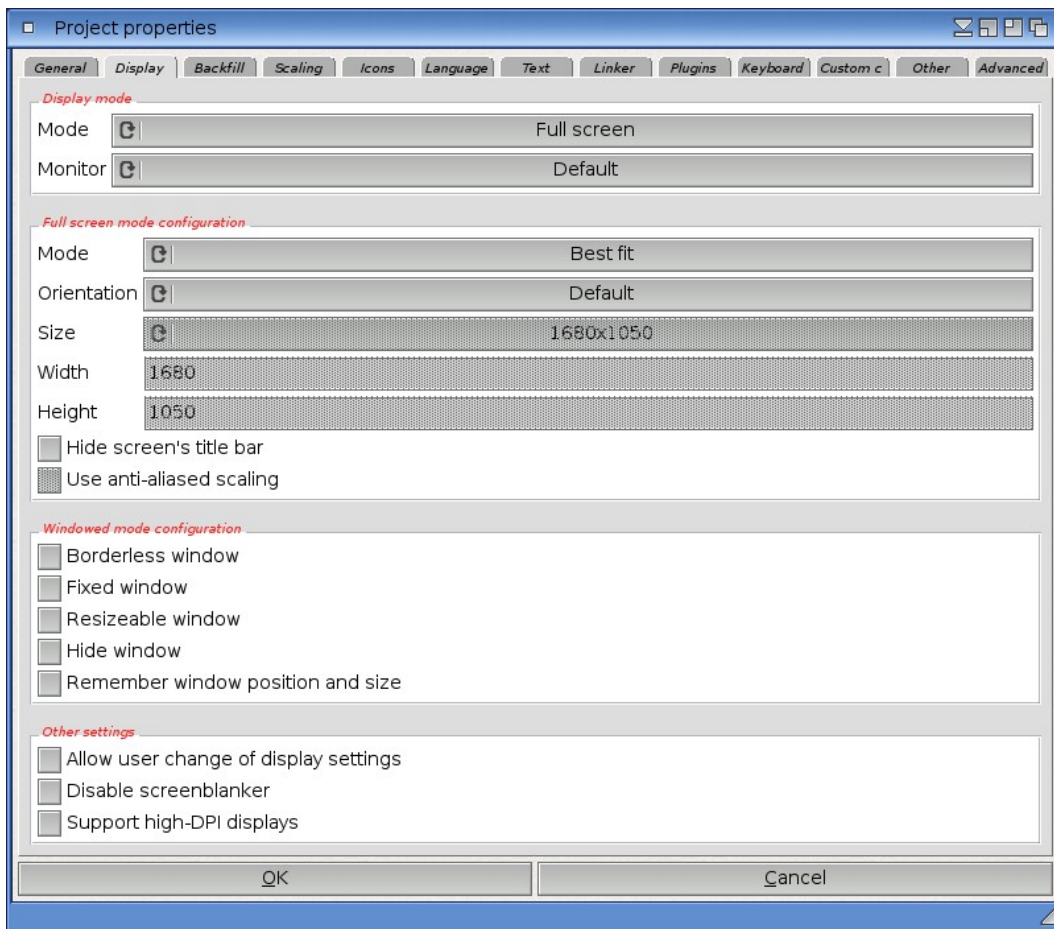 Project properties
General Display Backfill Scaling Icons Language Text Linker Plugins Keyboard Custom c Other Advanced
Display mode
Mode Full screen
Monitor Default
Full screen mode configuration
Mode Best fit
Orientation Default
Size 1680x1050
Width 1680
Height 1050
Hide screen's title bar
Use anti-aliased scaling
Windowed mode configuration
Borderless window
Fixed window
Resizeable window
Hide window
Remember window position and size
Other settings
Allow user change of display settings
Disable screenblanker
Support high-DPI displays
OK Cancel